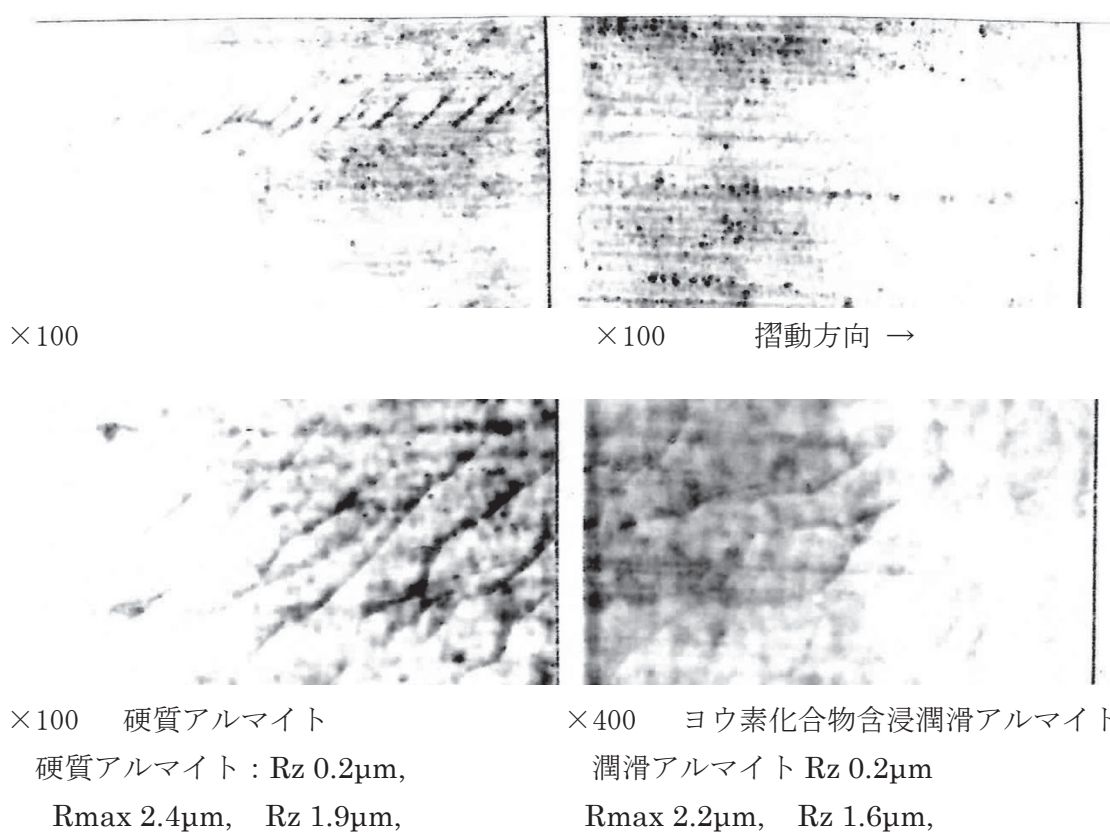 ×100
×100 摺動方向 →
×100 硬質アルマイト
×400 ヨウ素化合物含浸潤滑アルマイト
硬質アルマイト：Rz 0.2µm,
潤滑アルマイト Rz 0.2µm
Rmax 2.4µm, Rz 1.9µm,
Rmax 2.2µm, Rz 1.6µm,